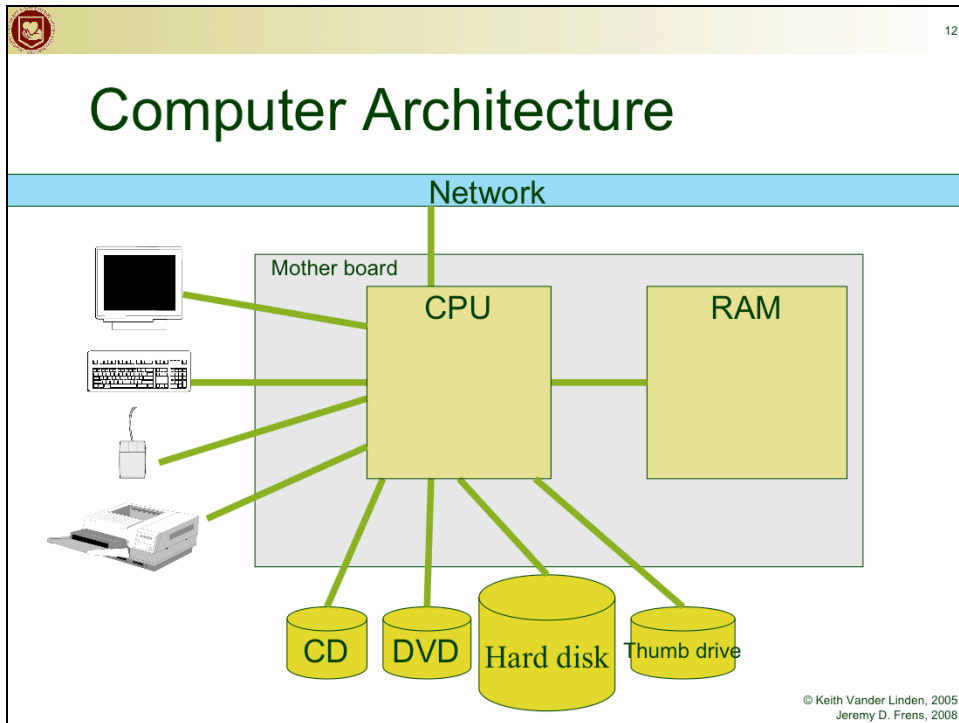 12
Computer Architecture
Network
Mother board
CPU
RAM
CD
DVD
Hard disk
Thumb drive
© Keith Vander Linden, 2005
Jeremy D. Frens, 2008